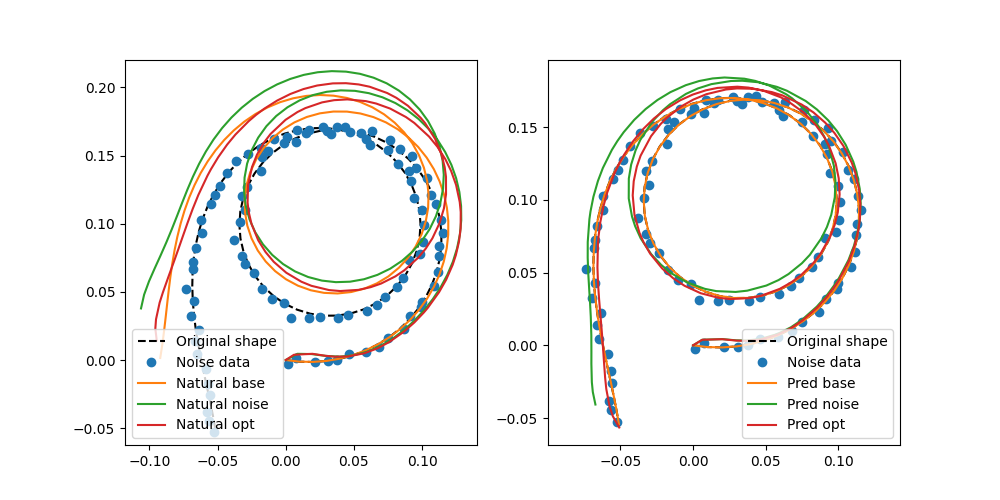 0.20
0.15
0.10
0.05
0.00
−0.05
−0.10
−0.05
0.00
0.05
0.10
Original shape
Noise data
Natural base
Natural noise
Natural opt
0.15
0.10
0.05
0.00
−0.05
−0.05
0.00
0.05
0.10
Original shape
Noise data
Pred base
Pred noise
Pred opt